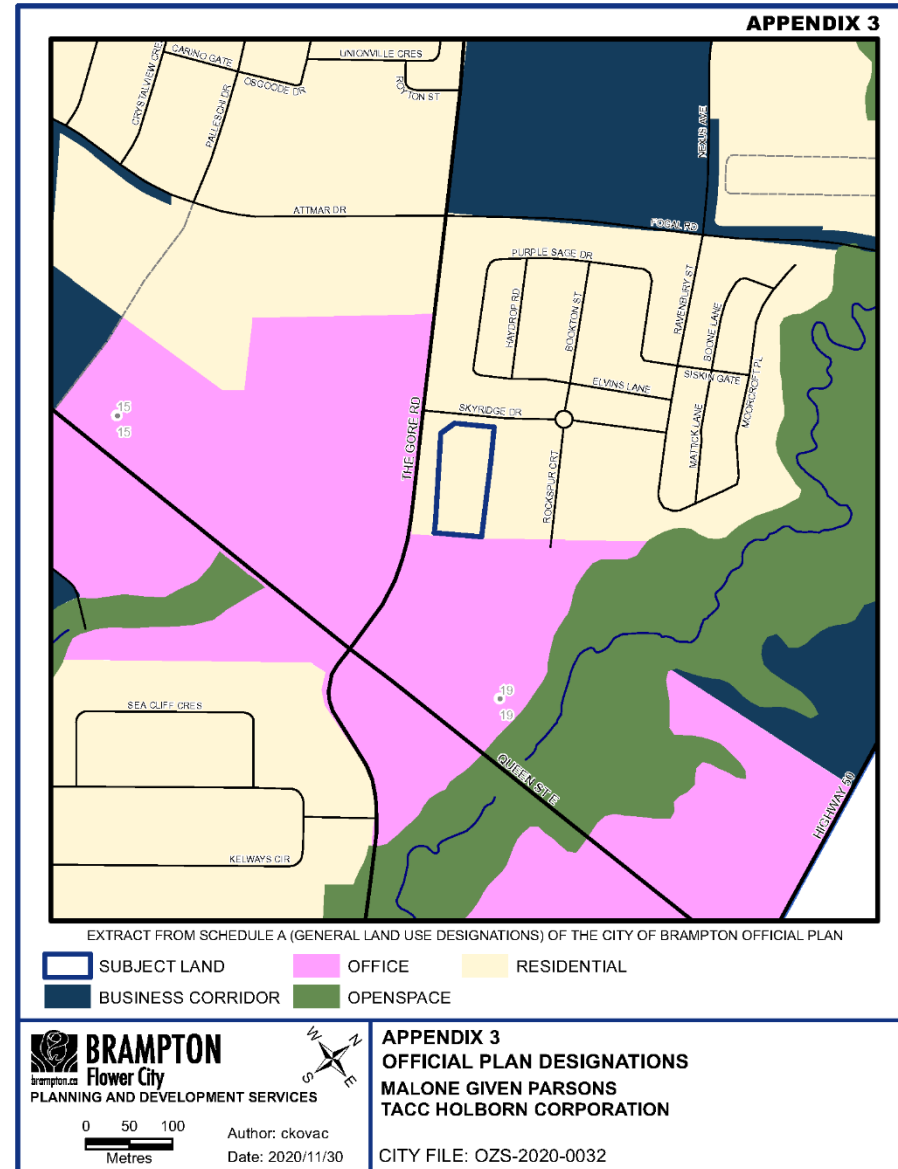 APPENDIX 3
CARINO GATE
UNIONVILLE CRES
CRYSTALVIEW CRE
OSGOODE DR
ROYTON ST
PALLESCHI DR
NEXUS AVE
ATTMAR DR
FOGAL RD
PURPLE SAGE DR
HAYDROP RD
BOOKTON ST
RAVENBURY ST
BOONE LANE
SISKIN GATE
MOORCROFT PL
ELVINS LANE
MATTICK LANE
SKYRIDGE DR
THE GORE RD
ROCKSPUR CRT
15
15
19
19
SEA CLIFF CRES
QUEEN ST E
HIGHWAY 50
KELWAYS CIR
EXTRACT FROM SCHEDULE A (GENERAL LAND USE DESIGNATIONS) OF THE CITY OF BRAMPTON OFFICIAL PLAN
SUBJECT LAND
OFFICE
RESIDENTIAL
BUSINESS CORRIDOR
OPENSPACE
BRAMPTON
brampton.ca
Flower City
PLANNING AND DEVELOPMENT SERVICES
W N
S E
0 50 100
Metres
Author: ckovac
Date: 2020/11/30
APPENDIX 3
OFFICIAL PLAN DESIGNATIONS
MALONE GIVEN PARSONS
TACC HOLBORN CORPORATION
CITY FILE: OZS-2020-0032